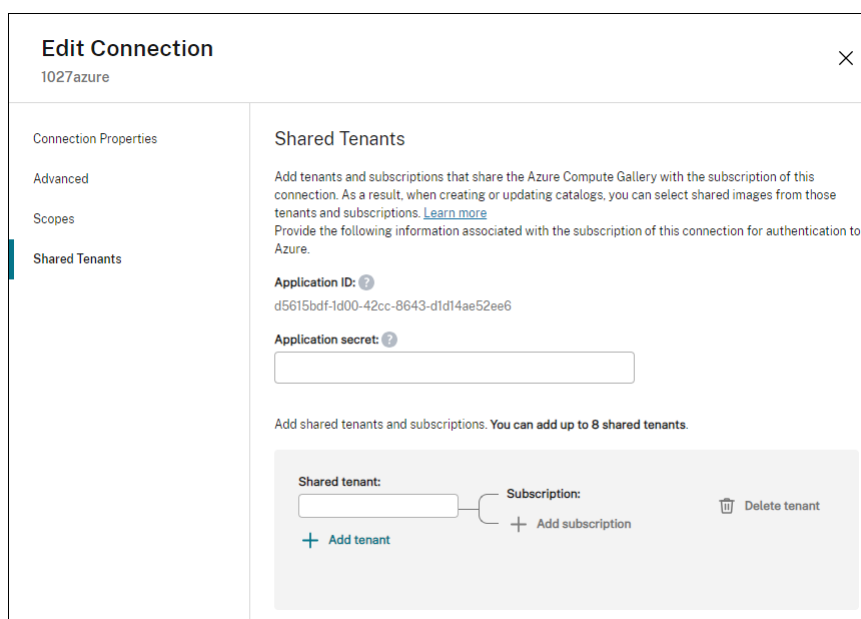 Edit Connection
1027azure
Connection Properties
Advanced
Scopes
Shared Tenants
Shared Tenants
Add tenants and subscriptions that share the Azure Compute Gallery with the subscription of this
connection. As a result, when creating or updating catalogs, you can select shared images from those
tenants and subscriptions. Learn more
Provide the following information associated with the subscription of this connection for authentication to
Azure.
Application ID: ?
d5615bdf-1d00-42cc-8643-d1d14ae52ee6
Application secret: ?
Add shared tenants and subscriptions. You can add up to 8 shared tenants.
Shared tenant:
Subscription:
Add subscription
Delete tenant
Add tenant